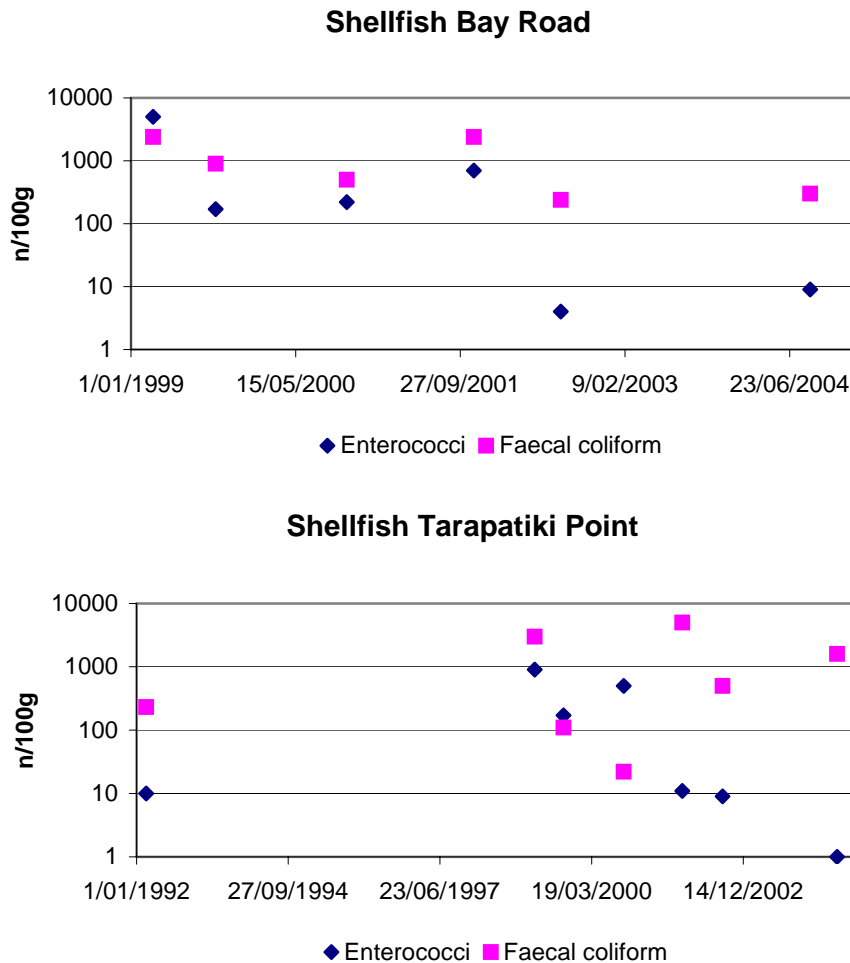 Shellfish Bay Road
10000
1000
100
10
1
n/100g
1/01/1999 15/05/2000 27/09/2001 9/02/2003 23/06/2004
Enterococci Faecal coliform
Shellfish Tarapatiki Point
10000
1000
100
10
1
n/100g
1/01/1992 27/09/1994 23/06/1997 19/03/2000 14/12/2002
Enterococci Faecal coliform